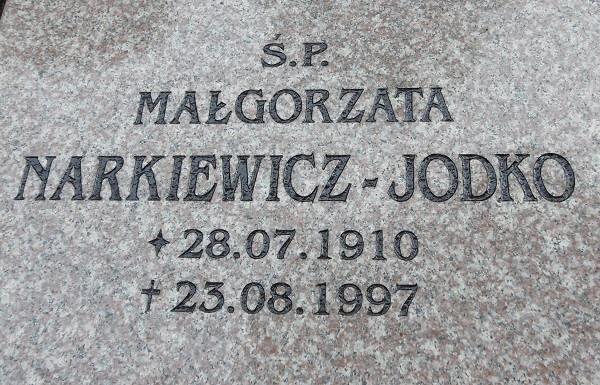 Ś.P.
MAŁGORZATA
NARKIEWICZ-JODKO
✦ 28.07.1910
† 23.08.1997